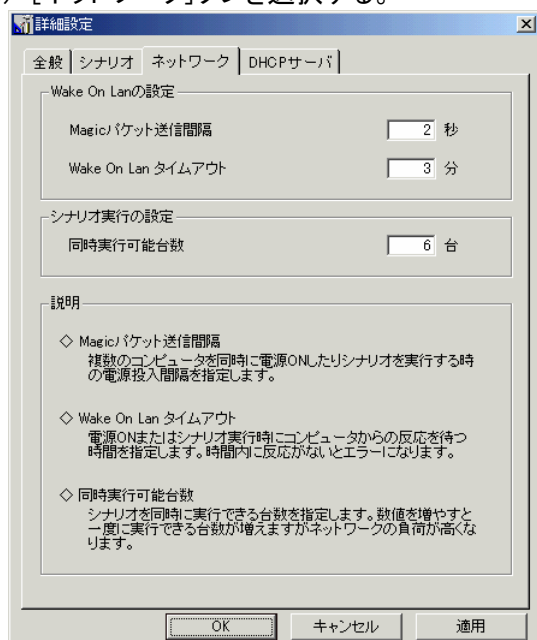 [ネットワーク]タブを選択する。
詳細設定
全般 シナリオ ネットワーク DHCPサーバ
Wake On Lanの設定
Magicパケット送信間隔 2 秒
Wake On Lan タイムアウト 3 分
シナリオ実行の設定
同時実行可能台数 6 台
説明
◇ Magicパケット送信間隔
複数のコンピュータを同時に電源ONしたりシナリオを実行する時
の電源投入間隔を指定します。
◇ Wake On Lan タイムアウト
電源ONまたはシナリオ実行時にコンピュータからの反応を待つ
時間を指定します。時間内に反応がないとエラーになります。
◇ 同時実行可能台数
シナリオを同時に実行できる台数を指定します。数値を増やすと
一度に実行できる台数が増えますがネットワークの負荷が高くな
ります。
OK キャンセル 適用